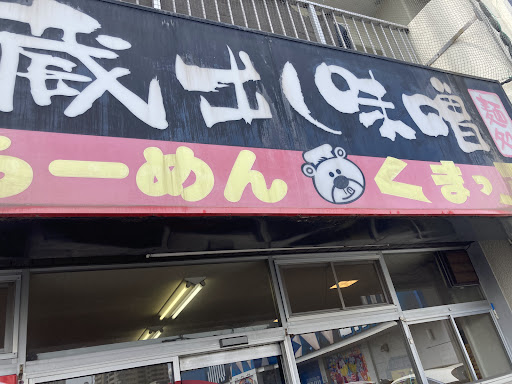 蔵出し味噌 麺処
らーめん くまっ